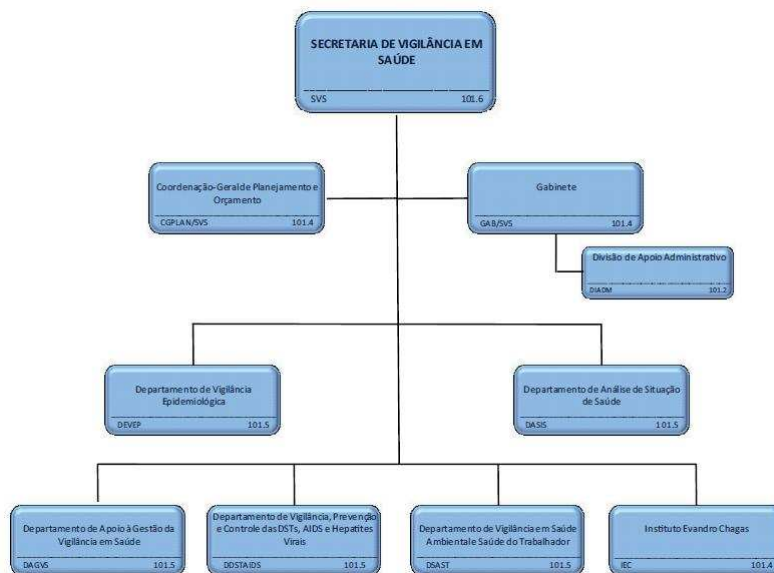 SECRETARIA DE VIGILÂNCIA EM
SAÚDE
SVS 101.6
Coordenação-Geral de Planejamento e
Orçamento
CGPLAN/SVS 101.4
Gabinete
GAB/SVS 101.4
Divisão de Apoio Administrativo
DIADM 101.2
Departamento de Vigilância
Epidemiológica
DEVEP 101.5
Departamento de Análise de Situação
de Saúde
DASIS 101.5
Departamento de Apoio à Gestão da
Vigilância em Saúde
DAGVS 101.5
Departamento de Vigilância, Prevenção
e Controle das DSTs, AIDS e Hepatites
Virais
DDSTAIDS 101.5
Departamento de Vigilância em Saúde
Ambiental e Saúde do Trabalhador
DSAST 101.5
Instituto Evandro Chagas
IEC 101.4